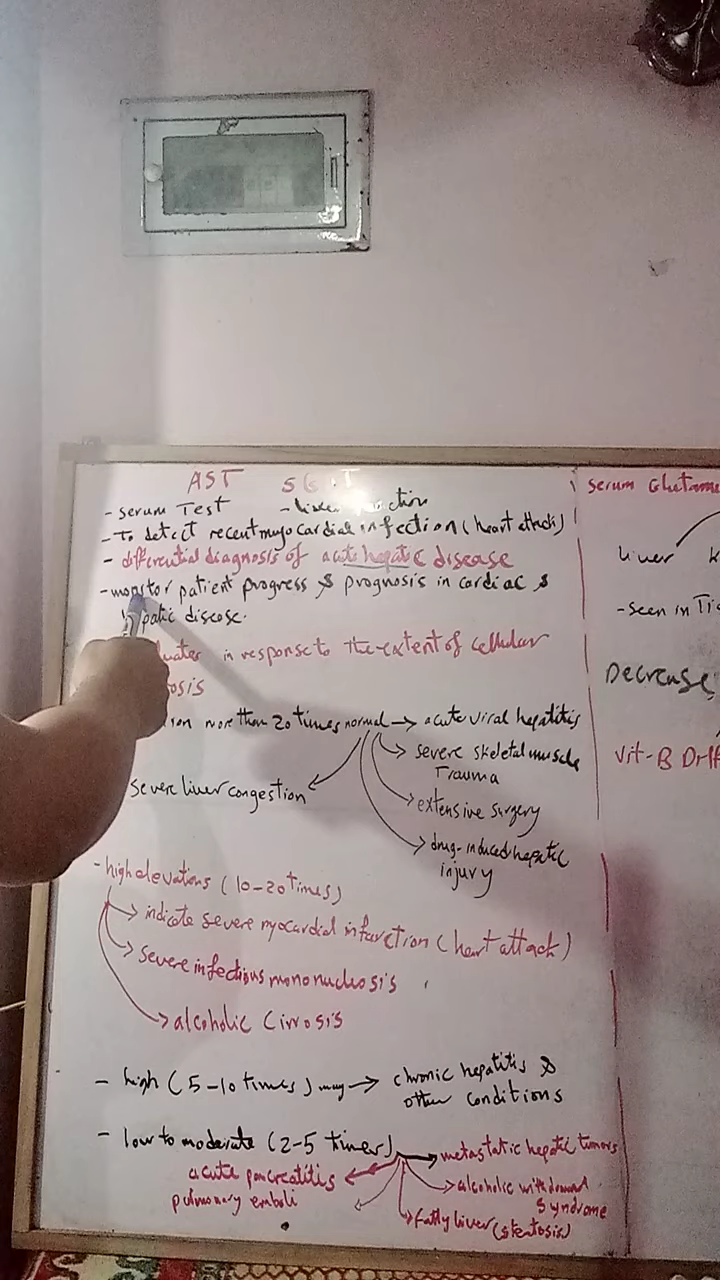 AST
- serum Test
- To detect recent myocardial infection (heart attack)
- differential diagnosis of acute hepatic disease
- monitor patient progress & prognosis in cardiac &
patic disease.
in response to the extent of cellular
osis
more than 20 times normal → acute viral hepatitis
severe skeletal muscle
Trauma
extensive surgery
drug-induced hepatic
injury
severe liver congestion
- high elevations (10-20 times)
indicate severe myocardial infarction (heart attack)
severe infectious mononucleosis
alcoholic Cirrosis
- high (5-10 times) may → chronic hepatitis &
other conditions
- low to moderate (2-5 times)
metastatic hepatic tumors
acute pancreatitis
pulmonary emboli
alcoholic withdrawal
syndrome
fatty liver (steatosis)
serum Glutama
liver
- seen in
Decrease
Vit-B